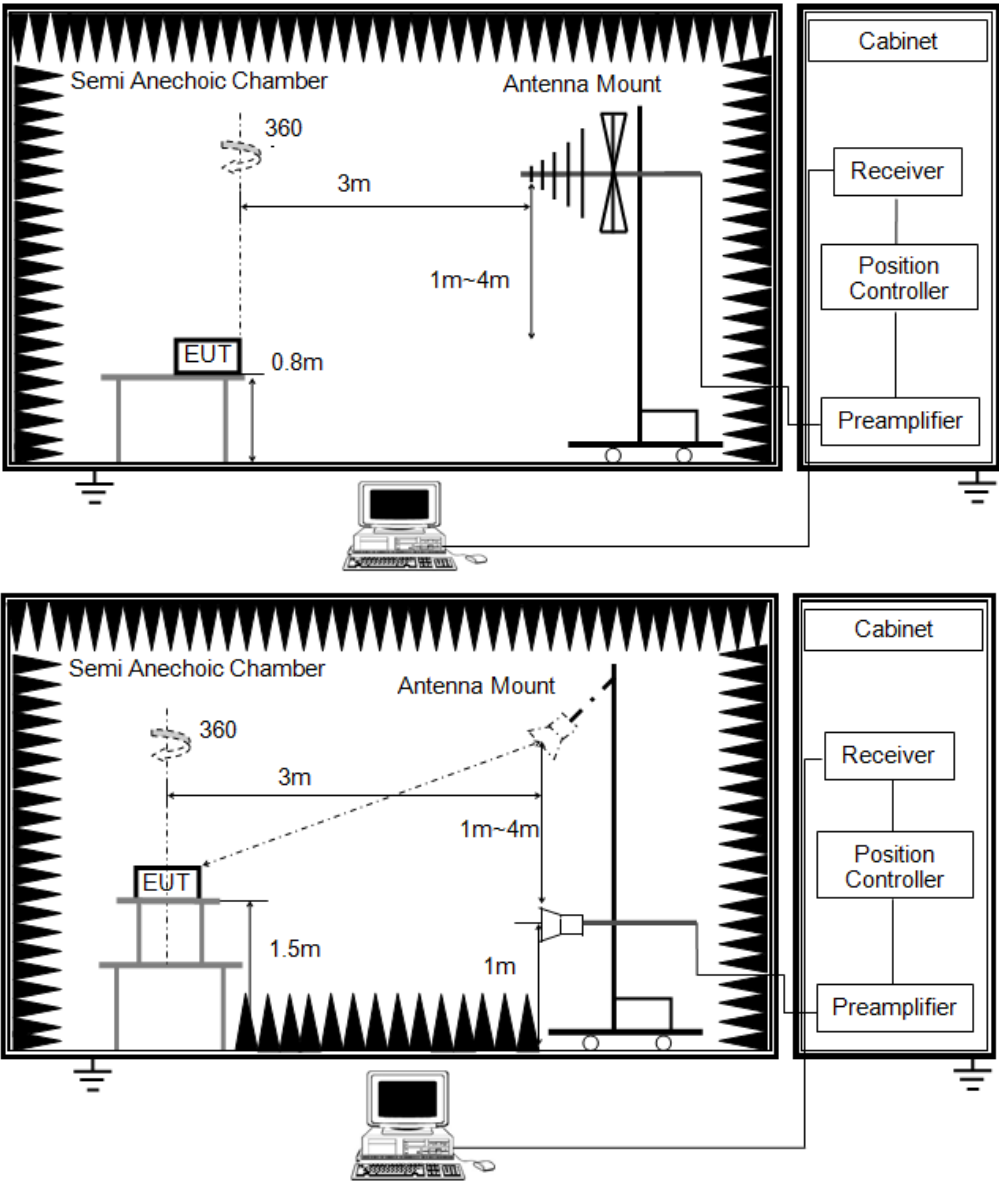 Cabinet
Semi Anechoic Chamber
Antenna Mount
360
3m
Receiver
1m~4m
Position
Controller
EUT
0.8m
Preamplifier
Cabinet
Semi Anechoic Chamber
Antenna Mount
360
3m
Receiver
1m~4m
Position
Controller
EUT
1.5m
1m
Preamplifier